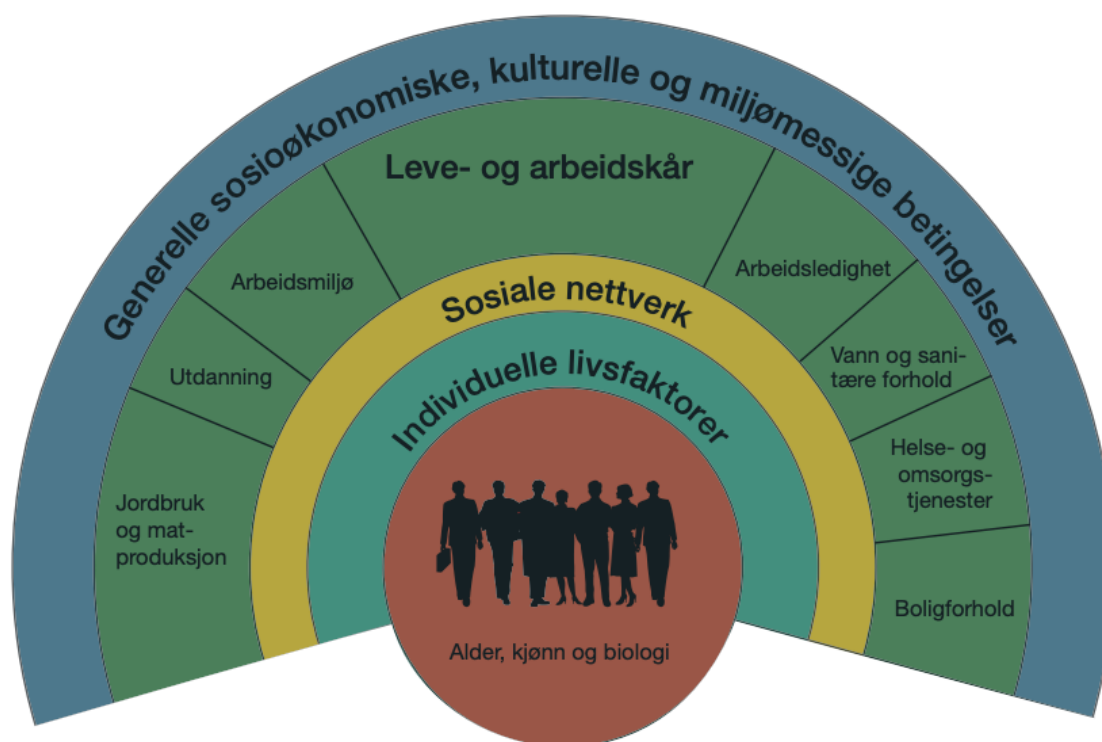 Generelle sosioøkonomiske, kulturelle og miljømessige betingelser
Leve- og arbeidskår
Arbeidsmiljø
Utdanning
Jordbruk
og mat-
produksjon
Arbeidsledighet
Vann og sani-
tære forhold
Helse- og
omsorgs-
tjenester
Boligforhold
Sosiale nettverk
Individuelle livsfaktorer
Alder, kjønn og biologi